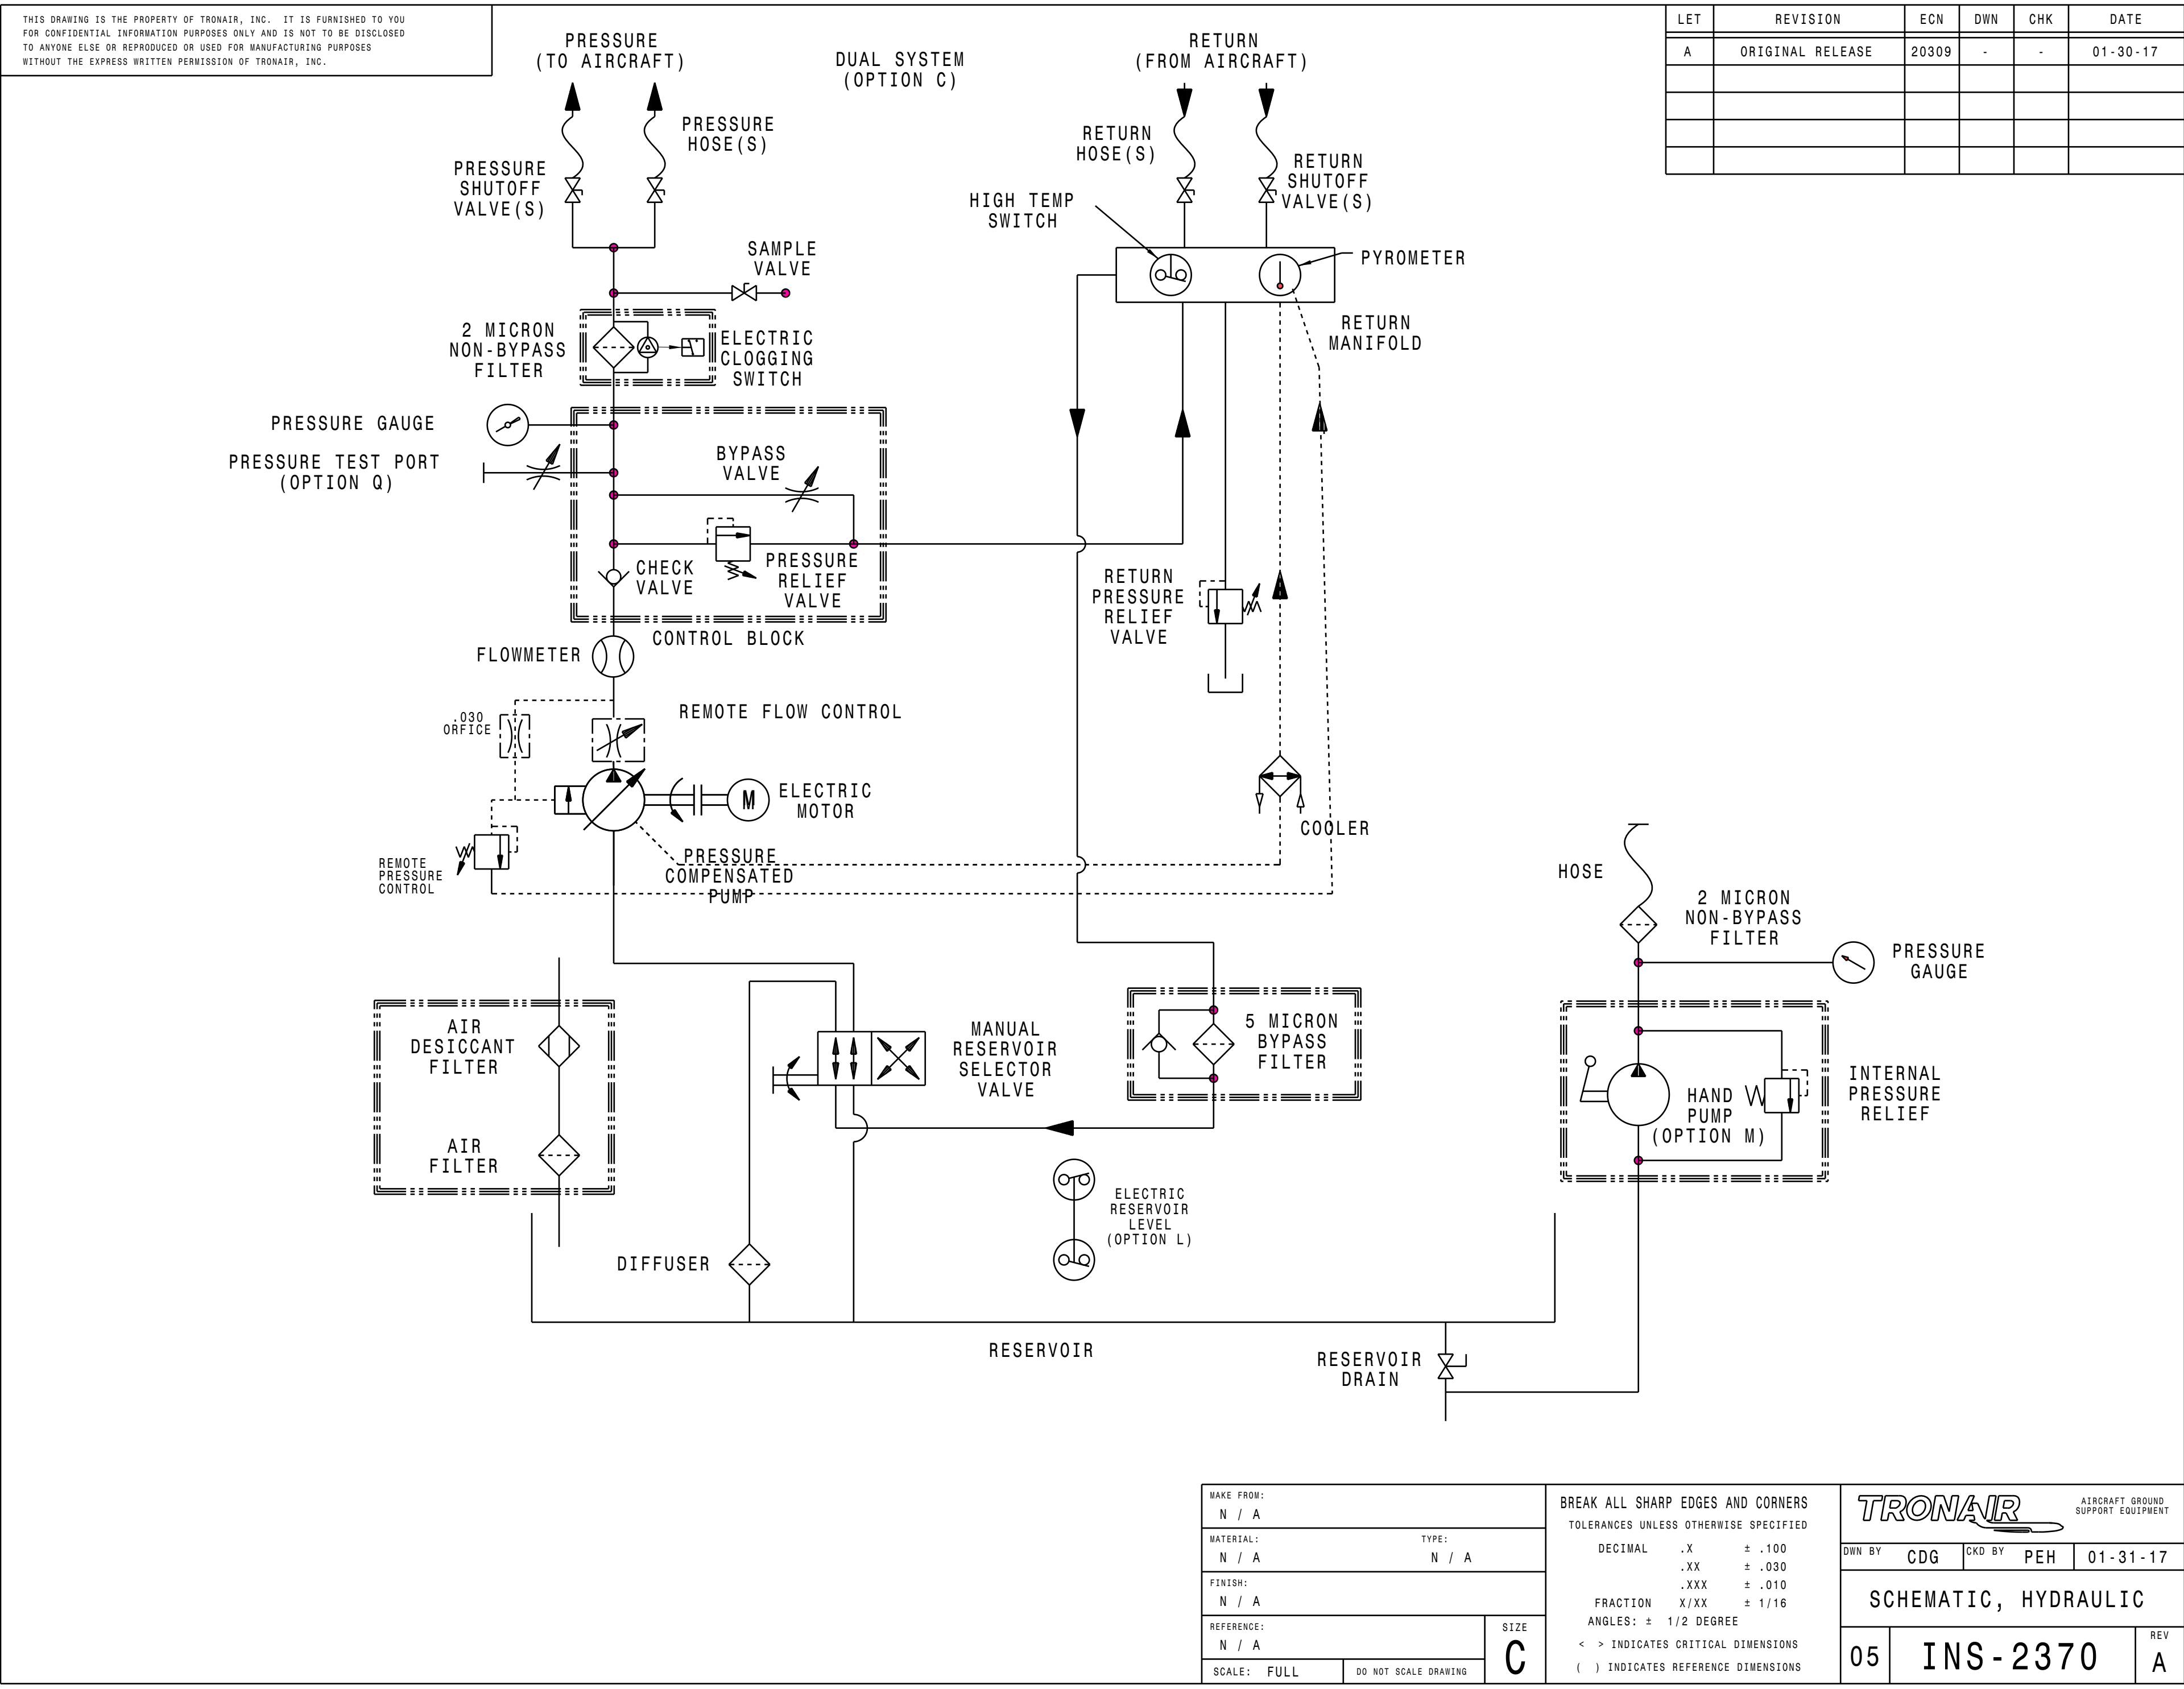 THIS DRAWING IS THE PROPERTY OF TRONAIR, INC. IT IS FURNISHED TO YOU
FOR CONFIDENTIAL INFORMATION PURPOSES ONLY AND IS NOT TO BE DISCLOSED
TO ANYONE ELSE OR REPRODUCED OR USED FOR MANUFACTURING PURPOSES
WITHOUT THE EXPRESS WRITTEN PERMISSION OF TRONAIR, INC.
LET REVISION ECN DWN CHK DATE
A ORIGINAL RELEASE 20309 - - 01-30-17
PRESSURE
(TO AIRCRAFT)
DUAL SYSTEM
(OPTION C)
RETURN
(FROM AIRCRAFT)
PRESSURE
HOSE(S)
PRESSURE
SHUTOFF
VALVE(S)
RETURN
HOSE(S)
RETURN
SHUTOFF
VALVE(S)
HIGH TEMP
SWITCH
SAMPLE
VALVE
PYROMETER
2 MICRON
NON-BYPASS
FILTER
ELECTRIC
CLOGGING
SWITCH
RETURN
MANIFOLD
PRESSURE GAUGE
PRESSURE TEST PORT
(OPTION Q)
BYPASS
VALVE
CHECK
VALVE
PRESSURE
RELIEF
VALVE
RETURN
PRESSURE
RELIEF
VALVE
CONTROL BLOCK
FLOWMETER
.030
ORFICE
REMOTE FLOW CONTROL
M
ELECTRIC
MOTOR
COOLER
REMOTE
PRESSURE
CONTROL
PRESSURE
COMPENSATED
PUMP
HOSE
2 MICRON
NON-BYPASS
FILTER
PRESSURE
GAUGE
AIR
DESICCANT
FILTER
AIR
FILTER
MANUAL
RESERVOIR
SELECTOR
VALVE
5 MICRON
BYPASS
FILTER
HAND
PUMP
(OPTION M)
INTERNAL
PRESSURE
RELIEF
ELECTRIC
RESERVOIR
LEVEL
(OPTION L)
DIFFUSER
RESERVOIR
RESERVOIR
DRAIN
MAKE FROM:
N / A
MATERIAL: TYPE:
N / A N / A
FINISH:
N / A
REFERENCE:
N / A
SIZE
C
SCALE: FULL DO NOT SCALE DRAWING
BREAK ALL SHARP EDGES AND CORNERS
TOLERANCES UNLESS OTHERWISE SPECIFIED
DECIMAL .X ± .100
.XX ± .030
.XXX ± .010
FRACTION X/XX ± 1/16
ANGLES: ± 1/2 DEGREE
< > INDICATES CRITICAL DIMENSIONS
( ) INDICATES REFERENCE DIMENSIONS
TRONAIR
AIRCRAFT GROUND
SUPPORT EQUIPMENT
DWN BY CDG CKD BY PEH 01-31-17
SCHEMATIC, HYDRAULIC
05 INS-2370
REV
A